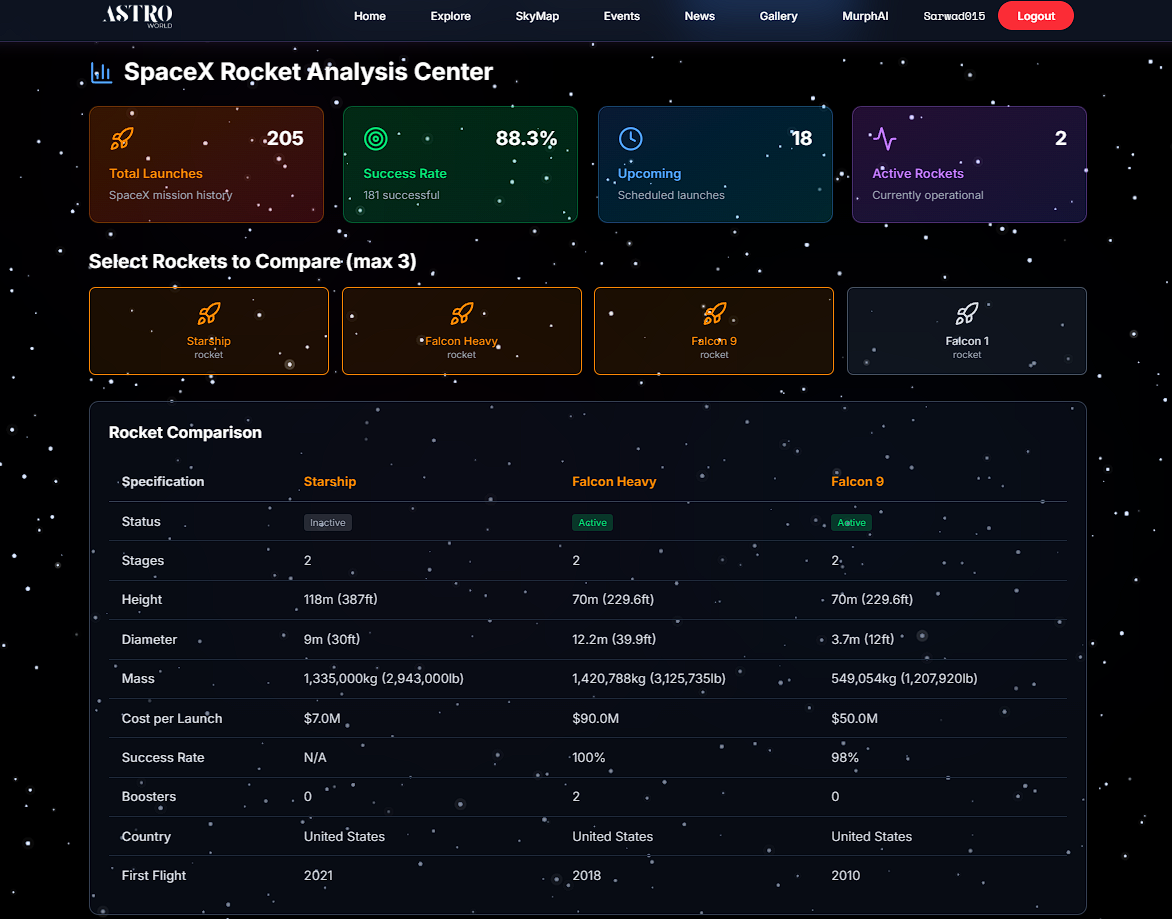 ASTRO
WORLD
Home Explore SkyMap Events News Gallery MurphAI Sarwad015 Logout
SpaceX Rocket Analysis Center
205 88.3% 18 2
Total Launches Success Rate Upcoming Active Rockets
SpaceX mission history 181 successful Scheduled launches Currently operational
Select Rockets to Compare (max 3)
Starship Falcon Heavy Falcon 9 Falcon 1
rocket rocket rocket rocket
Rocket Comparison
Specification Starship Falcon Heavy Falcon 9
Status Inactive Active Active
Stages 2 2 2
Height 118m (387ft) 70m (229.6ft) 70m (229.6ft)
Diameter 9m (30ft) 12.2m (39.9ft) 3.7m (12ft)
Mass 1,335,000kg (2,943,000lb) 1,420,788kg (3,125,735lb) 549,054kg (1,207,920lb)
Cost per Launch $7.0M $90.0M $50.0M
Success Rate N/A 100% 98%
Boosters 0 2 0
Country United States United States United States
First Flight 2021 2018 2010